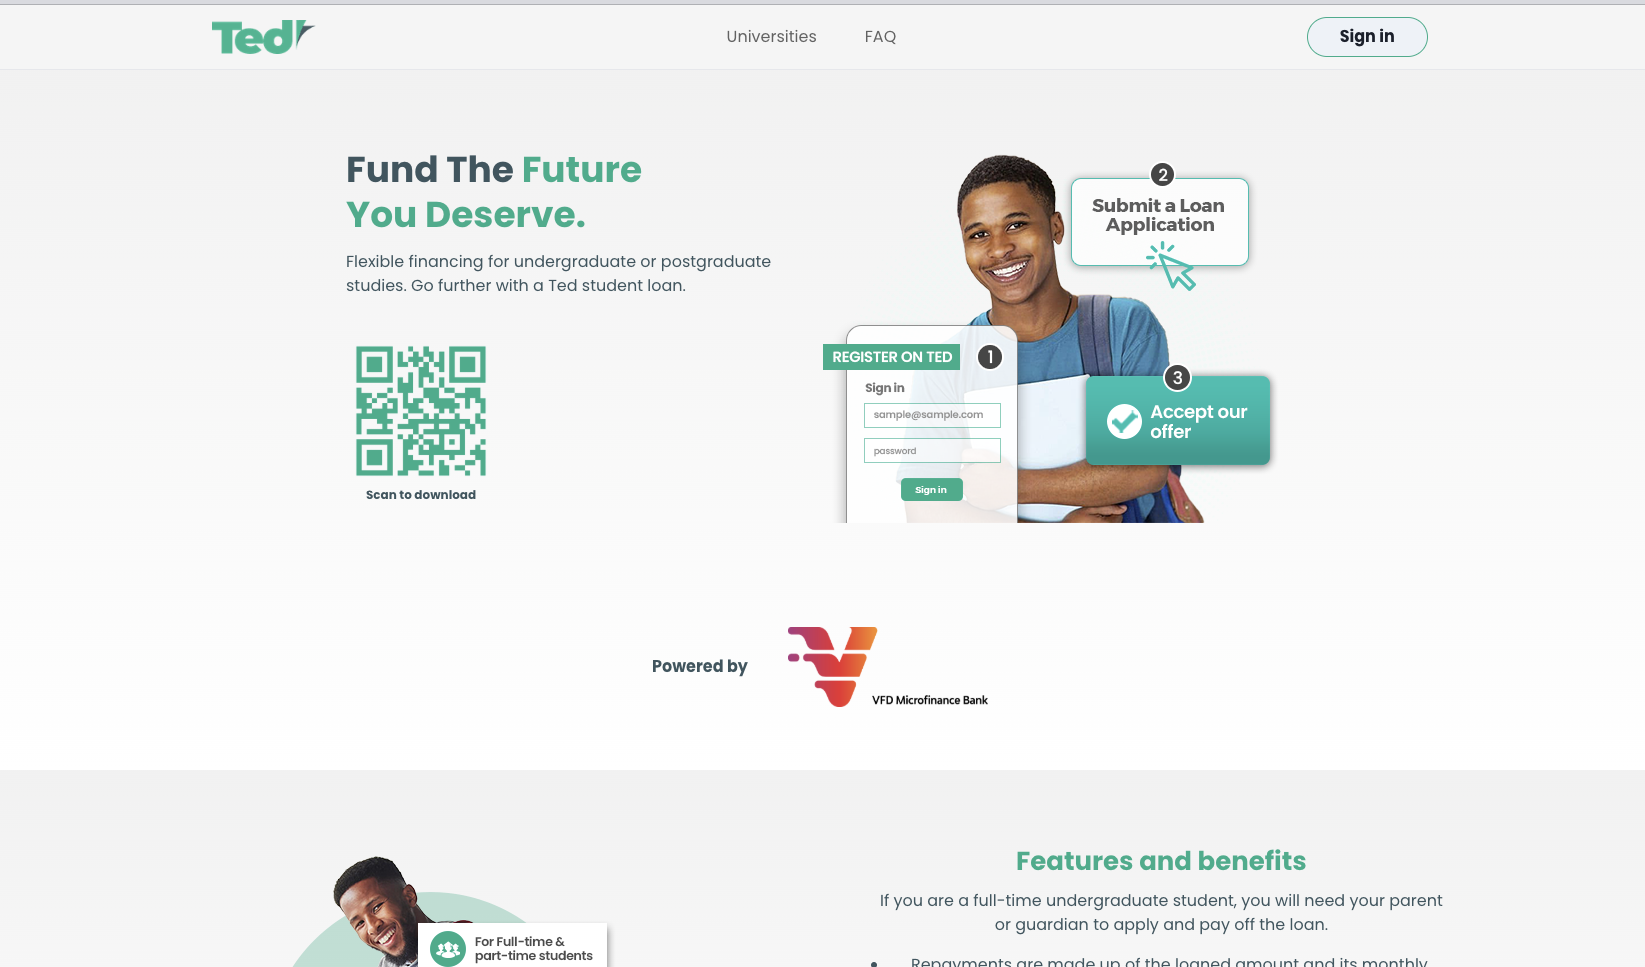 Ted
Universities
FAQ
Sign in
Fund The Future
You Deserve.
Flexible financing for undergraduate or postgraduate
studies. Go further with a Ted student loan.
Scan to download
2
Submit a Loan
Application
REGISTER ON TED
1
Sign in
sample@sample.com
password
Sign in
3
Accept our
offer
Powered by
VFD Microfinance Bank
For Full-time &
part-time students
Features and benefits
If you are a full-time undergraduate student, you will need your parent
or guardian to apply and pay off the loan.
Repayments are made up of the loaned amount and its monthly